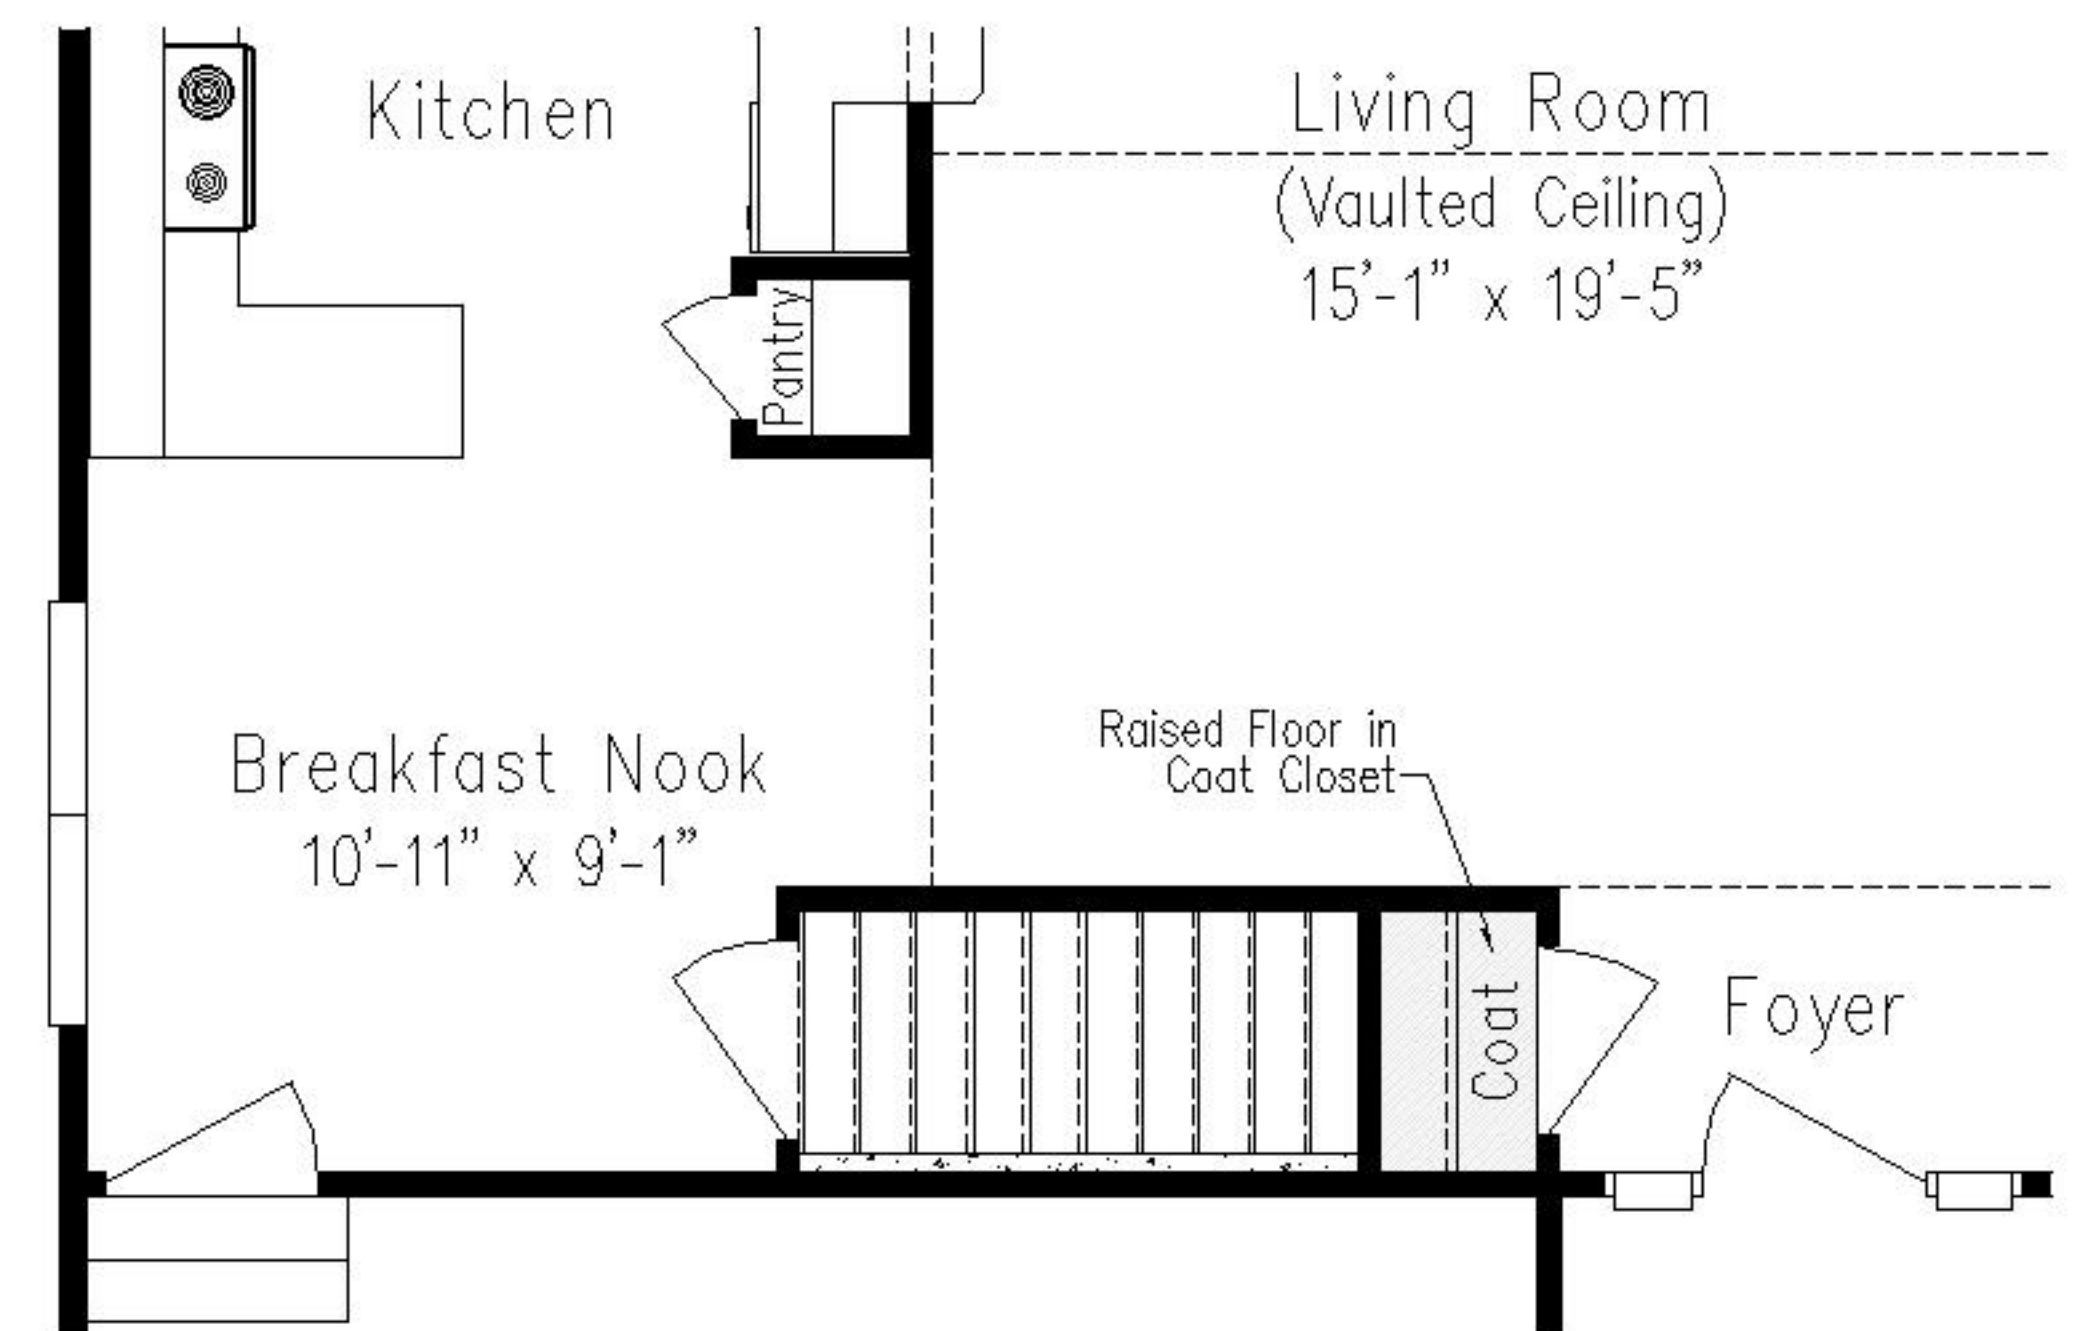 Kitchen
Living Room
(Vaulted Ceiling)
15'-1" x 19'-5"
Pantry
Breakfast Nook
10'-11" x 9'-1"
Raised Floor in
Coat Closet
Coat
Foyer